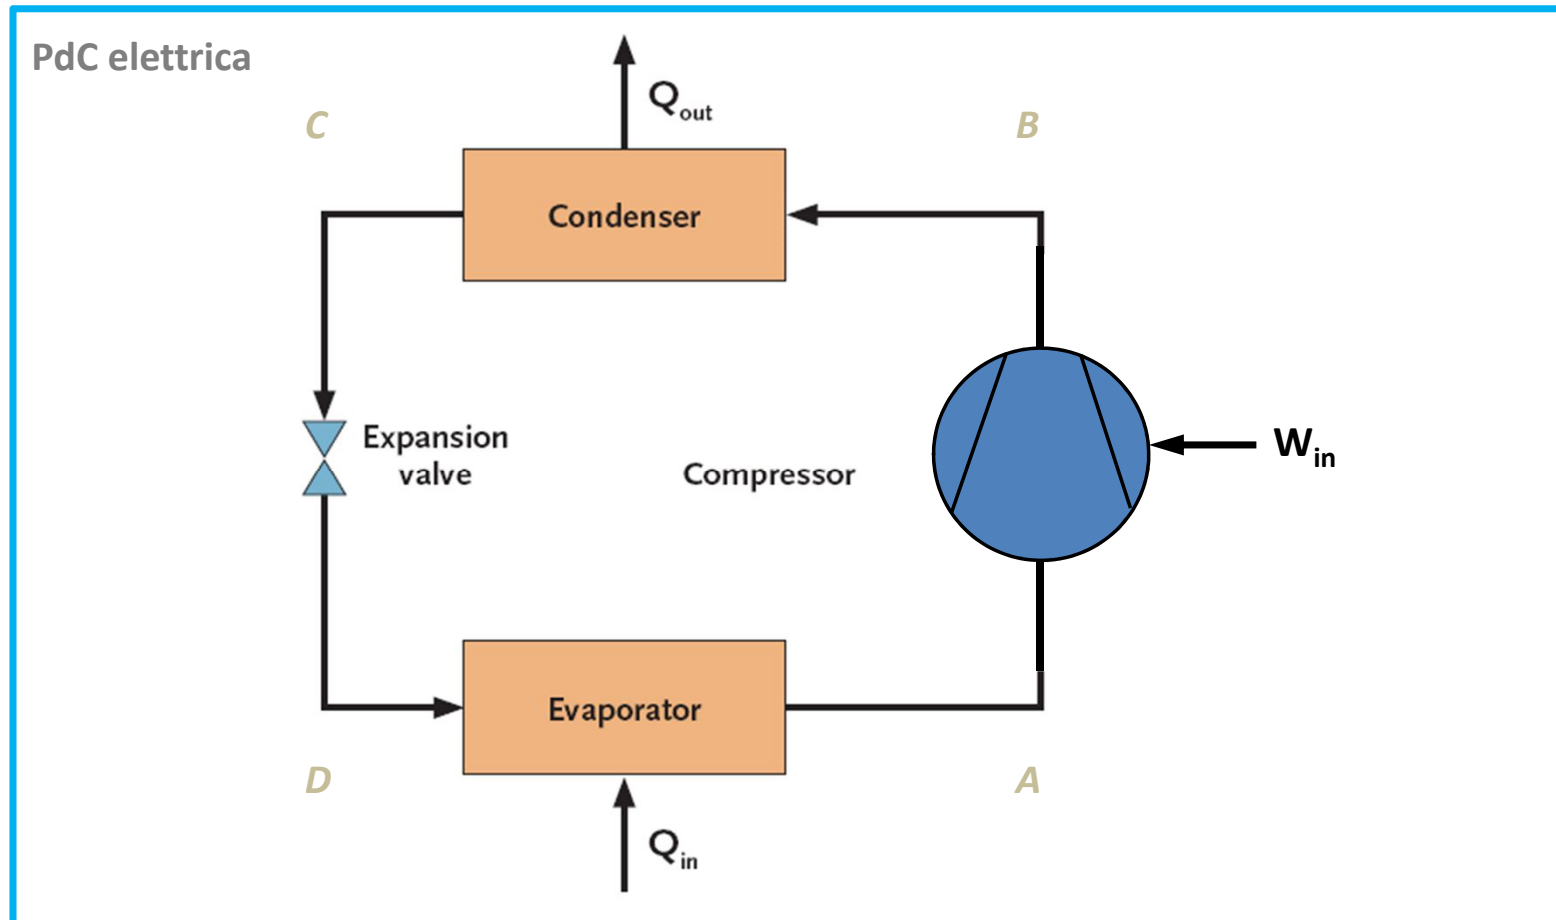 PdC elettrica
Qout
C
B
Condenser
Expansion
valve
Compressor
Win
Evaporator
D
A
Qin